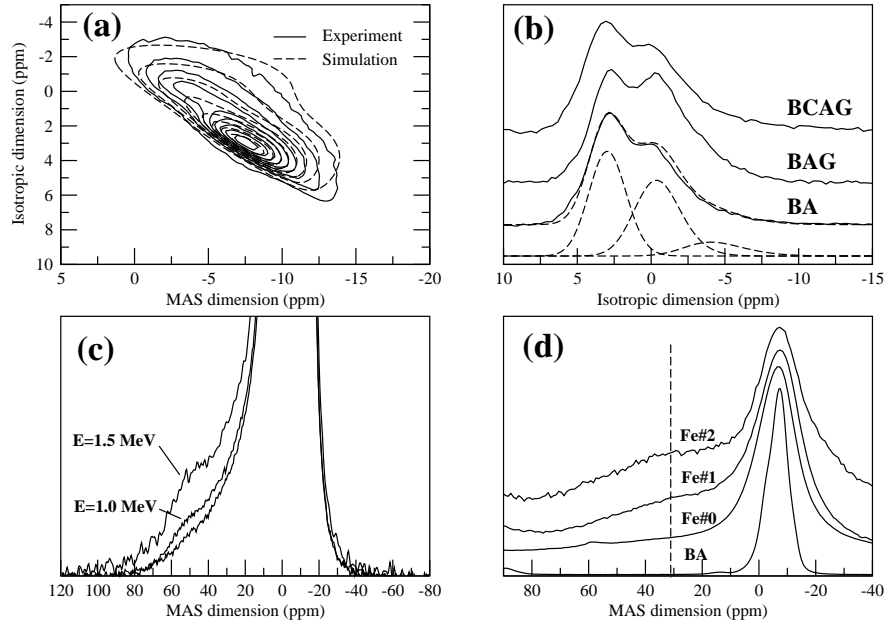 (a)
Experiment
Simulation
-4
-2
0
2
4
6
8
10
5 0 -5 -10 -15 -20
Isotropic dimension (ppm)
MAS dimension (ppm)
(b)
BCAG
BAG
BA
10 5 0 -5 -10 -15
Isotropic dimension (ppm)
(c)
E=1.5 MeV
E=1.0 MeV
120 100 80 60 40 20 0 -20 -40 -60 -80
MAS dimension (ppm)
(d)
Fe#2
Fe#1
Fe#0
BA
80 60 40 20 0 -20 -40
MAS dimension (ppm)